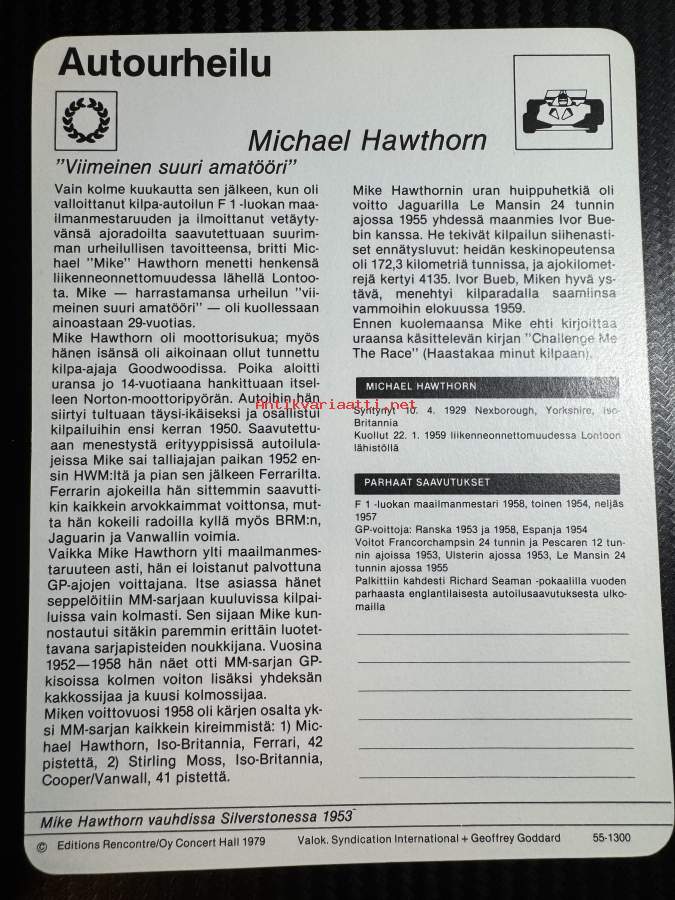 Autourheilu
Michael Hawthorn
"Viimeinen suuri amatööri"
Vain kolme kuukautta sen jälkeen, kun oli
valloittanut kilpa-autoilun F 1 -luokan maa-
ilmanmestaruuden ja ilmoittanut vetäyty-
vänsä ajoradoilta saavutettuaan suurim-
man urheilullisen tavoitteensa, britti Mic-
hael "Mike" Hawthorn menetti henkensä
liikenneonnettomuudessa lähellä Lontoo-
ta. Mike — harrastamansa urheilun "vii-
meinen suuri amatööri" — oli kuollessaan
ainoastaan 29-vuotias.
Mike Hawthorn oli moottorisukua; myös
hänen isänsä oli aikoinaan ollut tunnettu
kilpa-ajaja Goodwoodissa. Poika aloitti
uransa jo 14-vuotiaana hankittuaan itsel-
leen Norton-moottoripyörän. Autoihin hän
siirtyi tultuaan täysi-ikäiseksi ja osallistui
kilpailuihin ensi kerran 1950. Saavutettu-
aan menestystä erityyppisissä autoilula-
jeissa Mike sai talliajajan paikan 1952 en-
sin HWM:ltä ja pian sen jälkeen Ferrarilta.
Ferrarin ajokeilla hän sittemmin saavutti-
kin kaikkein arvokkaimmat voittonsa, mut-
ta hän kokeili radoilla kyllä myös BRM:n,
Jaguarin ja Vanwallin voimia.
Vaikka Mike Hawthorn ylti maailmanmes-
taruuteen asti, hän ei loistanut palvottuna
GP-ajojen voittajana. Itse asiassa hänet
seppelöitiin MM-sarjaan kuuluvissa kilpai-
luissa vain kolmasti. Sen sijaan Mike kun-
nostautui sitäkin paremmin erittäin luotet-
tavana sarjapisteiden noukkijana. Vuosina
1952—1958 hän näet otti MM-sarjan GP-
kisoissa kolmen voiton lisäksi yhdeksän
kakkossijaa ja kuusi kolmossijaa.
Miken voittovuosi 1958 oli kärjen osalta yk-
si MM-sarjan kaikkein kireimmistä: 1) Mic-
hael Hawthorn, Iso-Britannia, Ferrari, 42
pistettä, 2) Stirling Moss, Iso-Britannia,
Cooper/Vanwall, 41 pistettä.
Mike Hawthornin uran huippuhetkiä oli
voitto Jaguarilla Le Mansin 24 tunnin
ajossa 1955 yhdessä maanmies Ivor Bue-
bin kanssa. He tekivät kilpailun siihenasti-
set ennätysluvut: heidän keskinopeutensa
oli 172,3 kilometriä tunnissa, ja ajokilomet-
rejä kertyi 4135. Ivor Bueb, Miken hyvä ys-
tävä, menehtyi kilparadalla saamiinsa
vammoihin elokuussa 1959.
Ennen kuolemaansa Mike ehti kirjoittaa
uraansa käsittelevän kirjan "Challenge Me
The Race" (Haastakaa minut kilpaan).
MICHAEL HAWTHORN
Syntynyt 10. 4. 1929 Nexborough, Yorkshire, Iso-
Britannia
Kuollut 22. 1. 1959 liikenneonnettomuudessa Lontoon
lähistöllä
PARHAAT SAAVUTUKSET
F 1 -luokan maailmanmestari 1958, toinen 1954, neljäs
1957
GP-voittoja: Ranska 1953 ja 1958, Espanja 1954
Voitot Francorchampsin 24 tunnin ja Pescaren 12 tun-
nin ajoissa 1953, Ulsterin ajossa 1953, Le Mansin 24
tunnin ajossa 1955
Palkittiin kahdesti Richard Seaman -pokaalilla vuoden
parhaasta englantilaisesta autoilusaavutuksesta ulko-
mailla
Antikvariaatti.net
Mike Hawthorn vauhdissa Silverstonessa 1953
© Editions Rencontre/Oy Concert Hall 1979 Valok. Syndication International + Geoffrey Goddard 55-1300